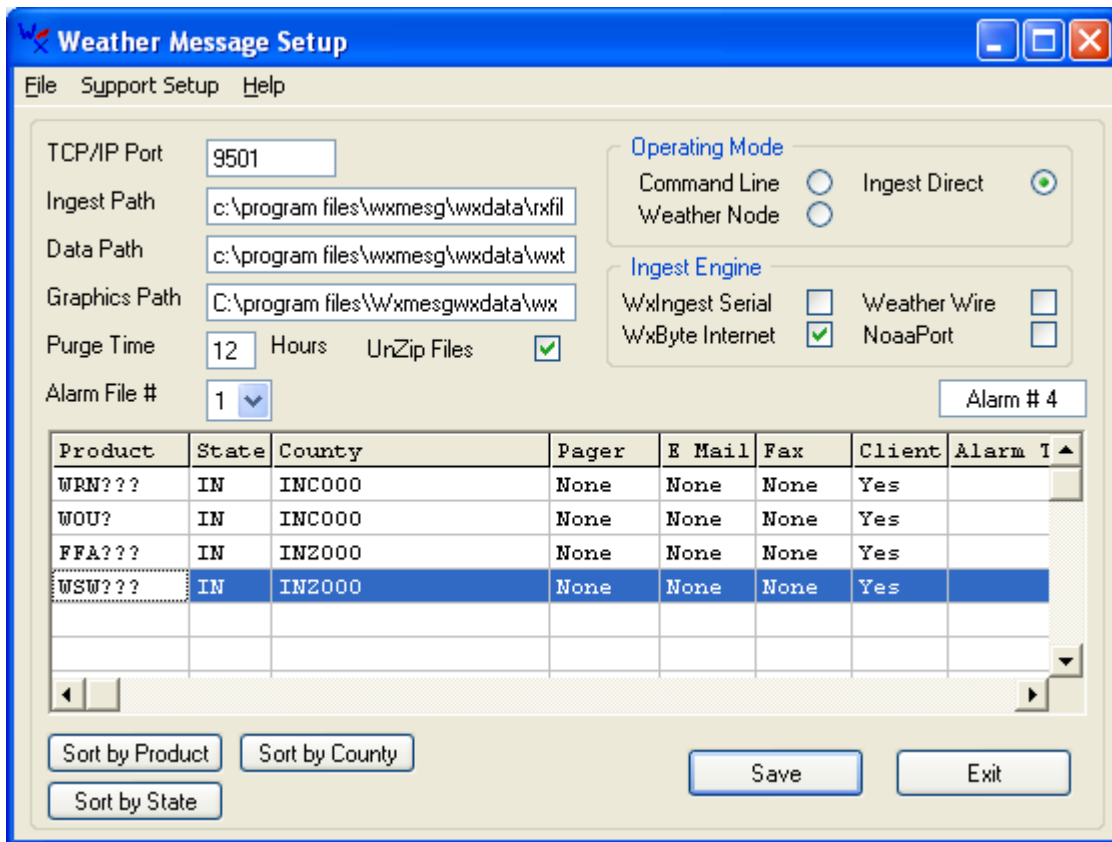 Weather Message Setup
File Support Setup Help
TCP/IP Port 9501
Ingest Path c:\program files\wxmesg\wxdata\rxfil
Data Path c:\program files\wxmesg\wxdata\wxt
Graphics Path C:\program files\Wxmesgwxdata\wx
Purge Time 12 Hours UnZip Files
Alarm File # 1
Operating Mode
Command Line Ingest Direct
Weather Node
Ingest Engine
WxIngest Serial Weather Wire
WxByte Internet NoaaPort
Alarm # 4
Product State County Pager E Mail Fax Client Alarm T
WRN??? IN INC000 None None None Yes
WOU? IN INC000 None None None Yes
FFA??? IN INZ000 None None None Yes
WSW??? IN INZ000 None None None Yes
Sort by Product Sort by County
Sort by State
Save Exit